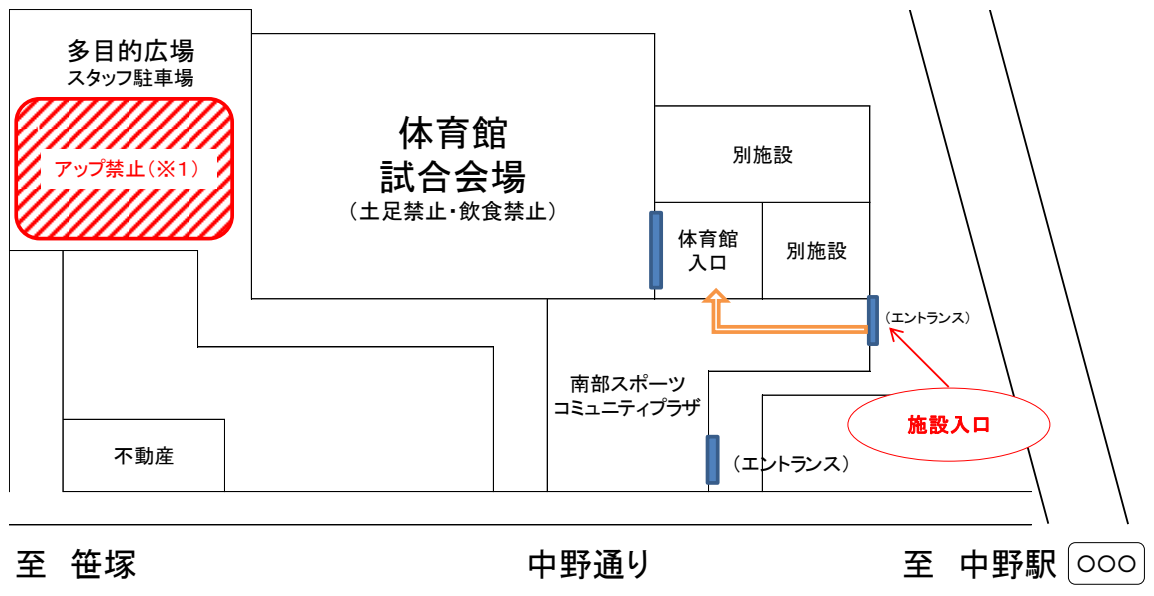 多目的広場
スタッフ駐車場
アップ禁止(※1)
体育館
試合会場
(土足禁止・飲食禁止)
別施設
体育館
入口
別施設
(エントランス)
南部スポーツ
コミュニティプラザ
施設入口
(エントランス)
不動産
至 笹塚
中野通り
至 中野駅 ○○○